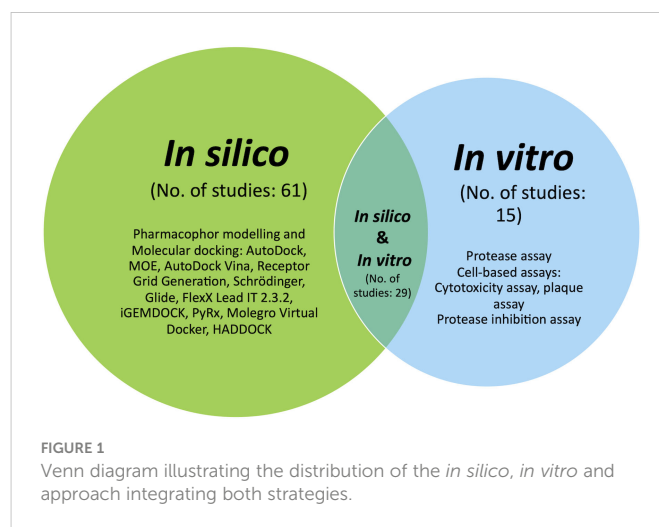 In silico
(No. of studies: 61)
Pharmacophor modelling and
Molecular docking: AutoDock,
MOE, AutoDock Vina, Receptor
Grid Generation, Schrödinger,
Glide, FlexX Lead IT 2.3.2,
iGEMDOCK, PyRx, Molegro Virtual
Docker, HADDOCK
In silico
&
In vitro
(No. of
studies: 29)
In vitro
(No. of studies:
15)
Protease assay
Cell-based assays:
Cytotoxicity assay, plaque
assay
Protease inhibition assay
FIGURE 1
Venn diagram illustrating the distribution of the in silico, in vitro and
approach integrating both strategies.